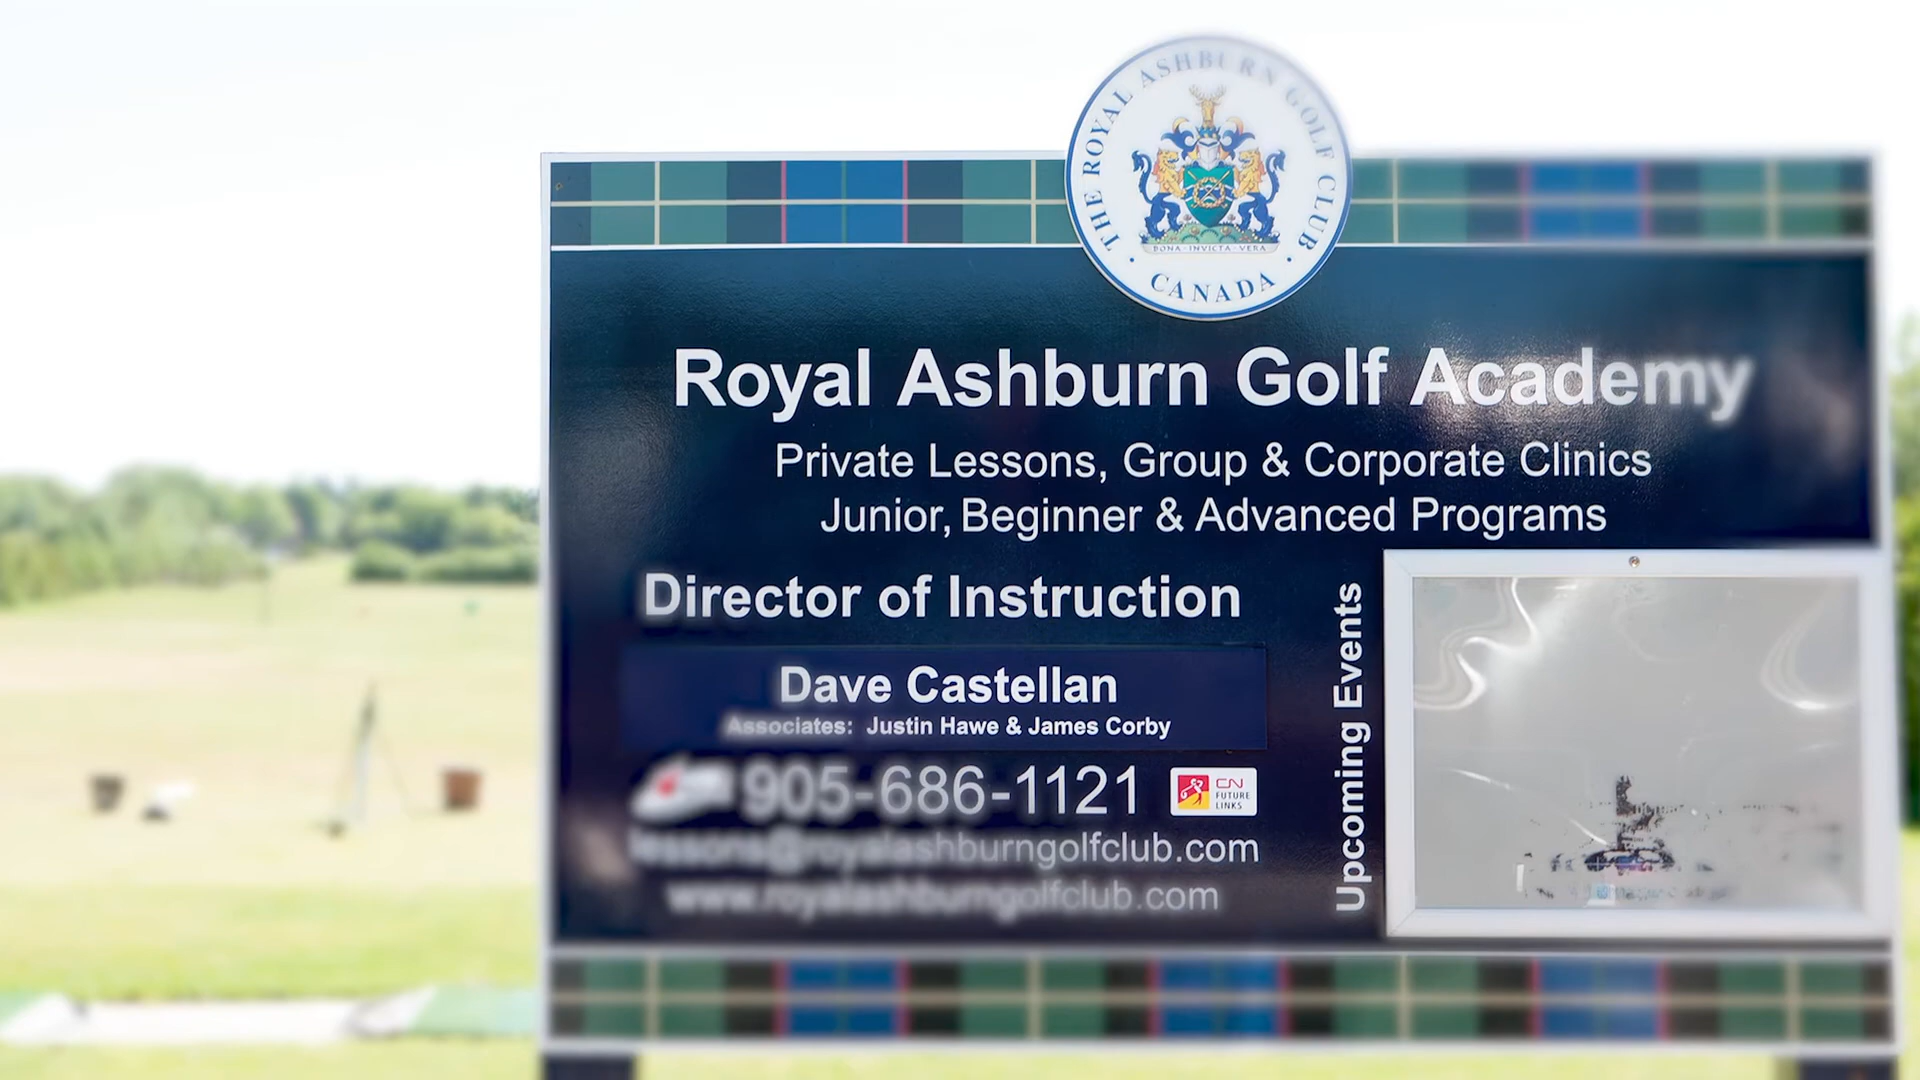 THE ROYAL ASHBURN GOLF CLUB
BONA-INVICTA-VERA
· CANADA ·
Royal Ashburn Golf Academy
Private Lessons, Group & Corporate Clinics
Junior, Beginner & Advanced Programs
Director of Instruction
Dave Castellan
Associates: Justin Hawe & James Corby
905-686-1121
CN
FUTURE
LINKS
lessons@royalashburngolfclub.com
www.royalashburngolfclub.com
Upcoming Events